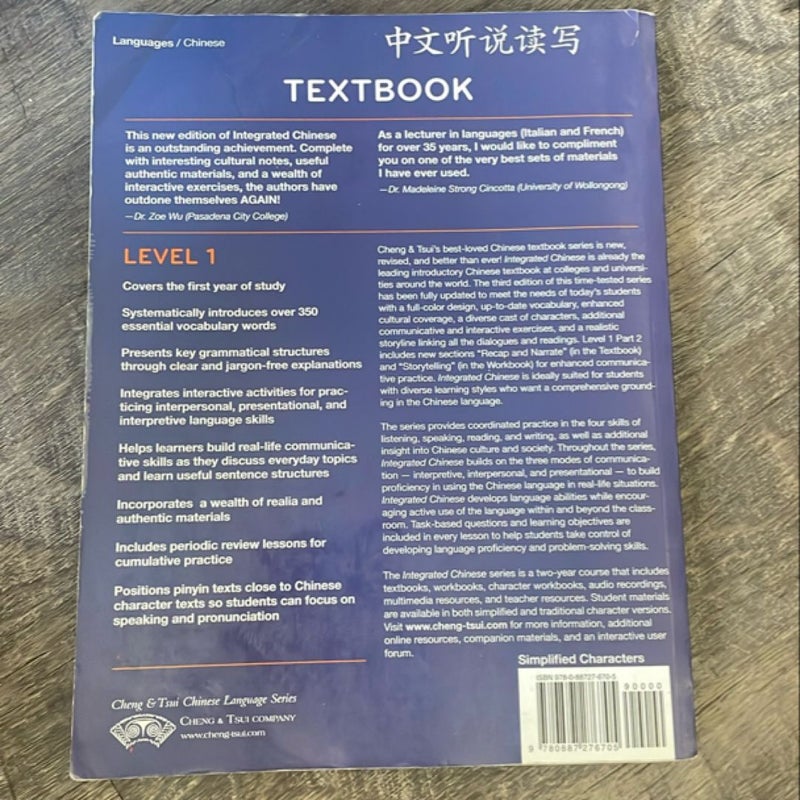 Languages / Chinese
中文听说读写
TEXTBOOK
This new edition of Integrated Chinese
is an outstanding achievement. Complete
with interesting cultural notes, useful
authentic materials, and a wealth of
interactive exercises, the authors have
outdone themselves AGAIN!
—Dr. Zoe Wu (Pasadena City College)
As a lecturer in languages (Italian and French)
for over 35 years, I would like to compliment
you on one of the very best sets of materials
I have ever used.
—Dr. Madeleine Strong Cincotta (University of Wollongong)
LEVEL 1
Covers the first year of study
Systematically introduces over 350
essential vocabulary words
Presents key grammatical structures
through clear and jargon-free explanations
Integrates interactive activities for prac-
ticing interpersonal, presentational, and
interpretive language skills
Helps learners build real-life communica-
tive skills as they discuss everyday topics
and learn useful sentence structures
Incorporates a wealth of realia and
authentic materials
Includes periodic review lessons for
cumulative practice
Positions pinyin texts close to Chinese
character texts so students can focus on
speaking and pronunciation
Cheng & Tsui's best-loved Chinese textbook series is new,
revised, and better than ever! Integrated Chinese is already the
leading introductory Chinese textbook at colleges and universi-
ties around the world. The third edition of this time-tested series
has been fully updated to meet the needs of today's students
with a full-color design, up-to-date vocabulary, enhanced
cultural coverage, a diverse cast of characters, additional
communicative and interactive exercises, and a realistic
storyline linking all the dialogues and readings. Level 1 Part 2
includes new sections "Recap and Narrate" (in the Textbook)
and "Storytelling" (in the Workbook) for enhanced communica-
tive practice. Integrated Chinese is ideally suited for students
with diverse learning styles who want a comprehensive ground-
ing in the Chinese language.
The series provides coordinated practice in the four skills of
listening, speaking, reading, and writing, as well as additional
insight into Chinese culture and society. Throughout the series,
Integrated Chinese builds on the three modes of communica-
tion — interpretive, interpersonal, and presentational — to build
proficiency in using the Chinese language in real-life situations.
Integrated Chinese develops language abilities while encour-
aging active use of the language within and beyond the class-
room. Task-based questions and learning objectives are
included in every lesson to help students take control of
developing language proficiency and problem-solving skills.
The Integrated Chinese series is a two-year course that includes
textbooks, workbooks, character workbooks, audio recordings,
multimedia resources, and teacher resources. Student materials
are available in both simplified and traditional character versions.
Visit www.cheng-tsui.com for more information, additional
online resources, companion materials, and an interactive user
forum.
Simplified Characters
ISBN 978-0-88727-670-5
90000
9 780887 276705
Cheng & Tsui Chinese Language Series
CHENG & TSUI COMPANY
www.cheng-tsui.com